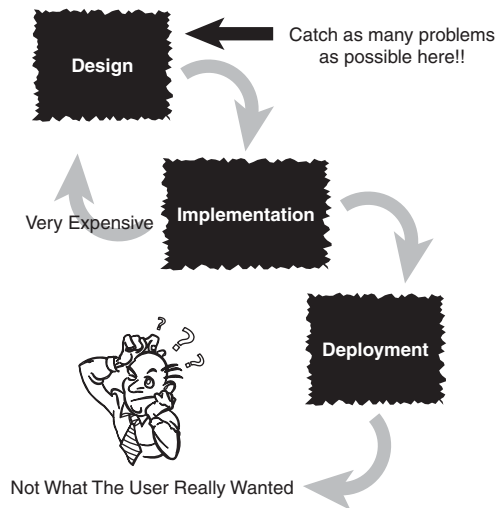 Catch as many problems
as possible here!!
Design
Very Expensive
Implementation
Deployment
? ? ?
Not What The User Really Wanted